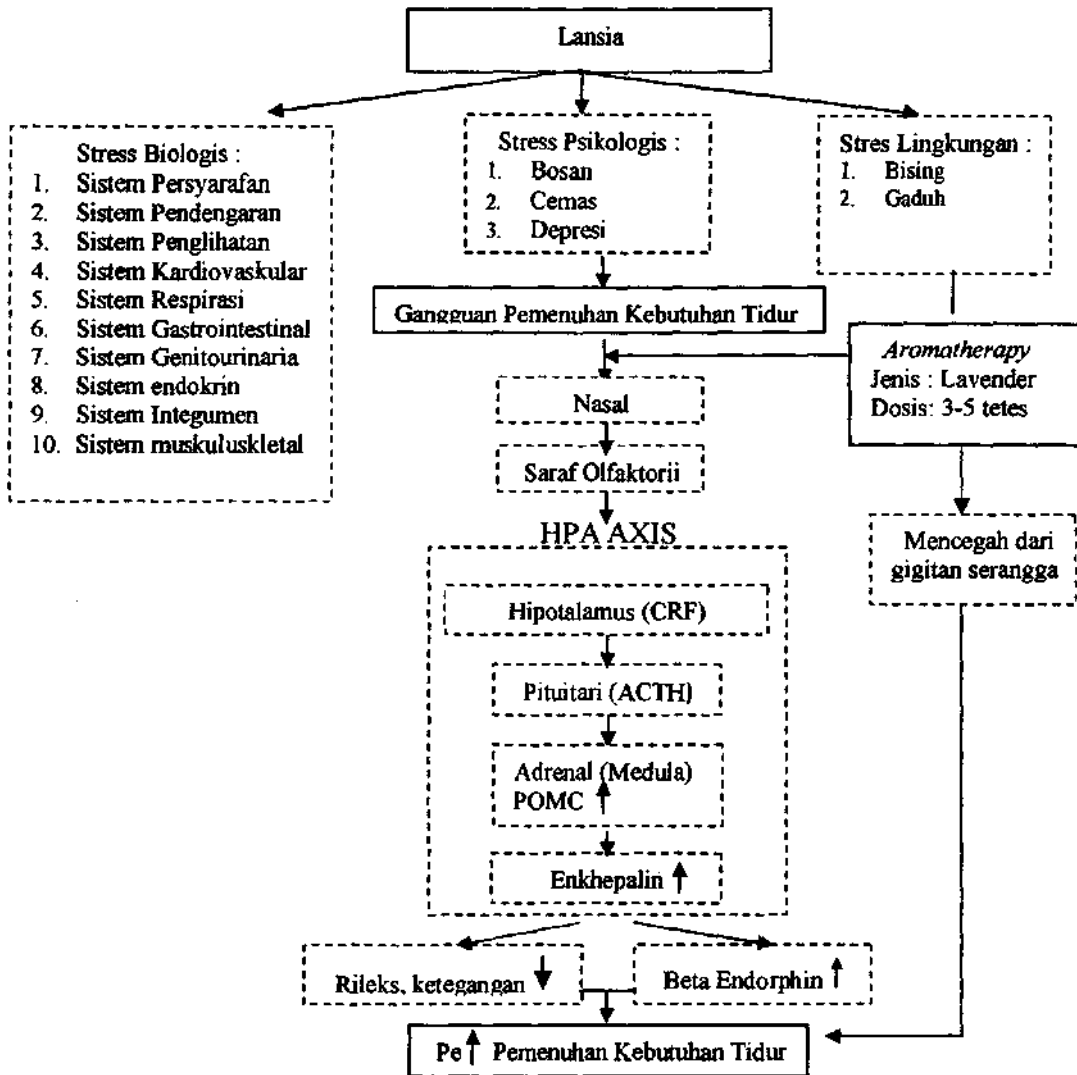 Lansia
Stress Biologis :
1. Sistem Persyarafan
2. Sistem Pendengaran
3. Sistem Penglihatan
4. Sistem Kardiovaskular
5. Sistem Respirasi
6. Sistem Gastrointestinal
7. Sistem Genitourinaria
8. Sistem endokrin
9. Sistem Integumen
10. Sistem muskuluskletal
Stress Psikologis :
1. Bosan
2. Cemas
3. Depresi
Stres Lingkungan :
1. Bising
2. Gaduh
Gangguan Pemenuhan Kebutuhan Tidur
Aromatherapy
Jenis : Lavender
Dosis: 3-5 tetes
Nasal
Saraf Olfaktorii
Mencegah dari
gigitan serangga
HPA AXIS
Hipotalamus (CRF)
Pituitari (ACTH)
Adrenal (Medula)
POMC ↑
Enkhepalin ↑
Rileks, ketegangan ↓
Beta Endorphin ↑
Pe↑ Pemenuhan Kebutuhan Tidur